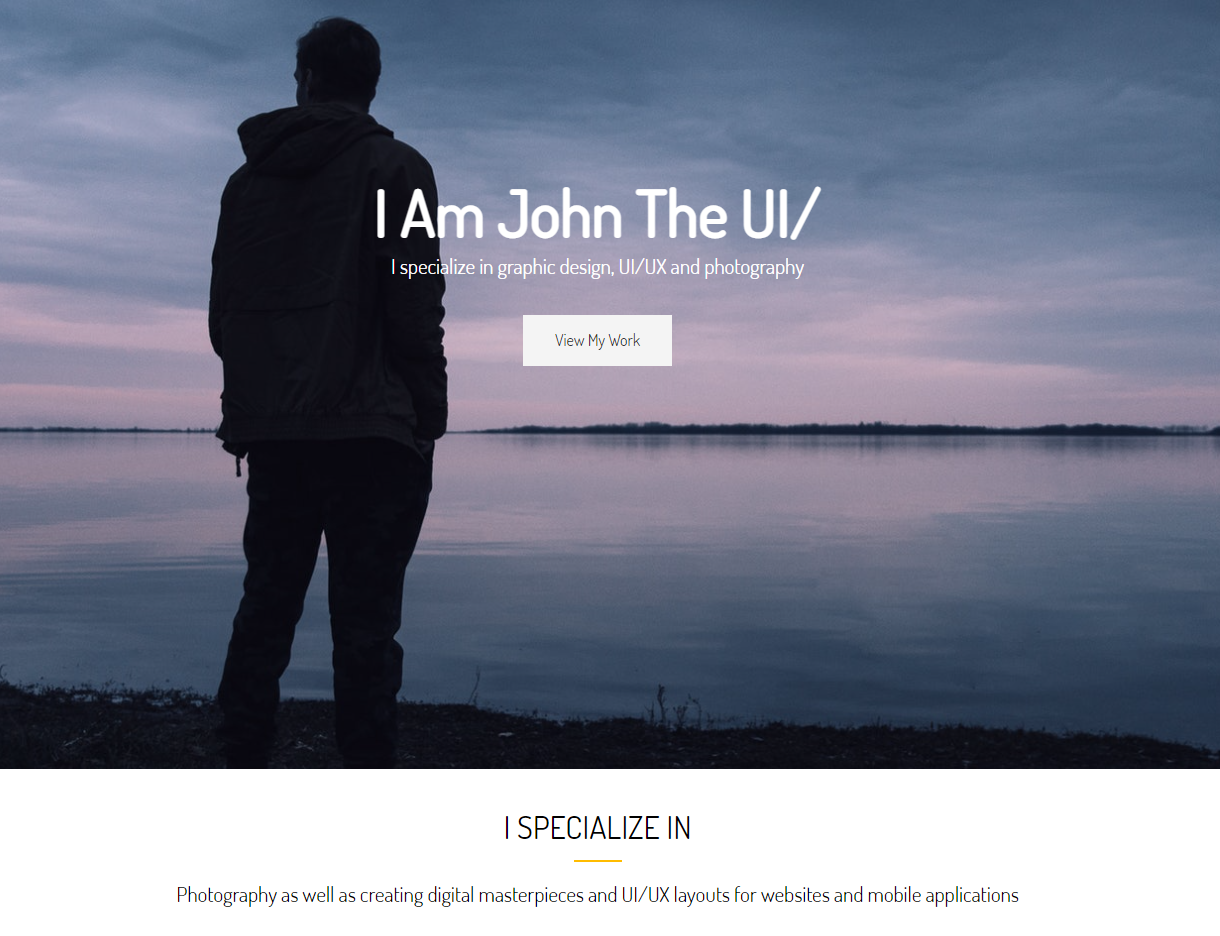 I Am John The UI/
I specialize in graphic design, UI/UX and photography
View My Work
I SPECIALIZE IN
Photography as well as creating digital masterpieces and UI/UX layouts for websites and mobile applications